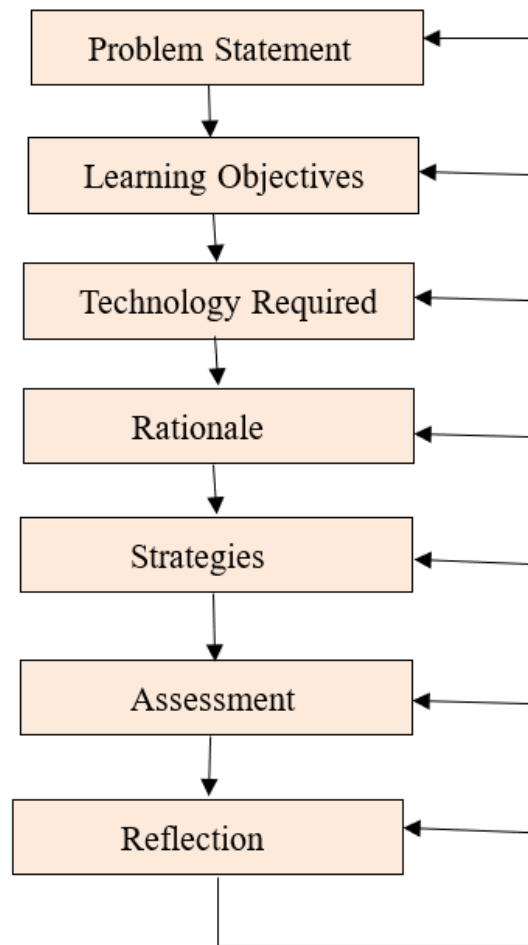 Problem Statement
Learning Objectives
Technology Required
Rationale
Strategies
Assessment
Reflection